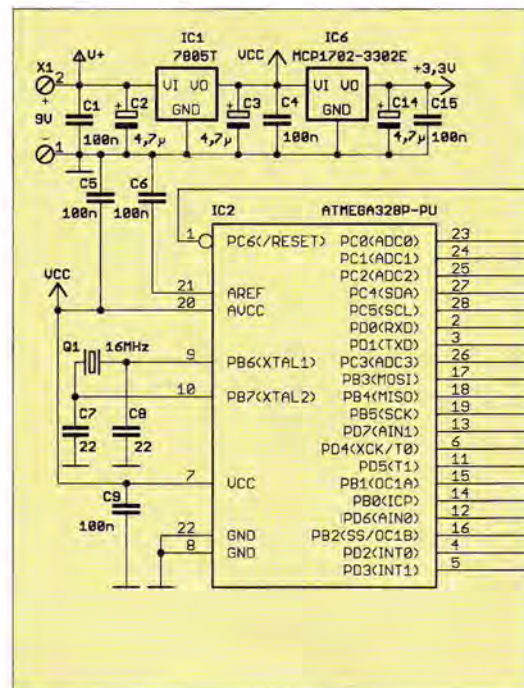 IC1
7805T
IC6
MCP1702-3302E
V+
VCC
+3,3V
X1
2
VI VO
GND
VI VO
GND
+
9V
-
1
C1
100n
+
C2
4,7µ
+
C3
4,7µ
C4
100n
+
C14
4,7µ
C15
100n
C5
100n
C6
100n
IC2
ATMEGA328P-PU
1
PC6(/RESET)
21
AREF
20
AVCC
VCC
Q1
16MHz
9
PB6(XTAL1)
10
PB7(XTAL2)
C7
22
C8
22
7
VCC
C9
100n
22
GND
8
GND
PC0(ADC0) 23
PC1(ADC1) 24
PC2(ADC2) 25
PC4(SDA) 27
PC5(SCL) 28
PD0(RXD) 2
PD1(TXD) 3
PC3(ADC3) 26
PB3(MOSI) 17
PB4(MISO) 18
PB5(SCK) 19
PD7(AIN1) 13
PD4(XCK/T0) 6
PD5(T1) 11
PB1(OC1A) 15
PB0(ICP) 14
PD6(AIN0) 12
PB2(SS/OC1B) 16
PD2(INT0) 4
PD3(INT1) 5